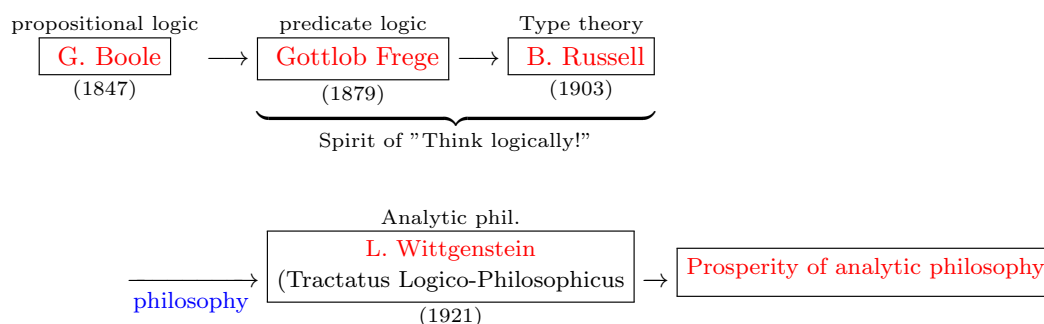 propositional logic predicate logic Type theory
G. Boole Gottlob Frege B. Russell
(1847) (1879) (1903)
Spirit of ”Think logically!”
Analytic phil.
L. Wittgenstein
(Tractatus Logico-Philosophicus
philosophy
(1921)
Prosperity of analytic philosophy